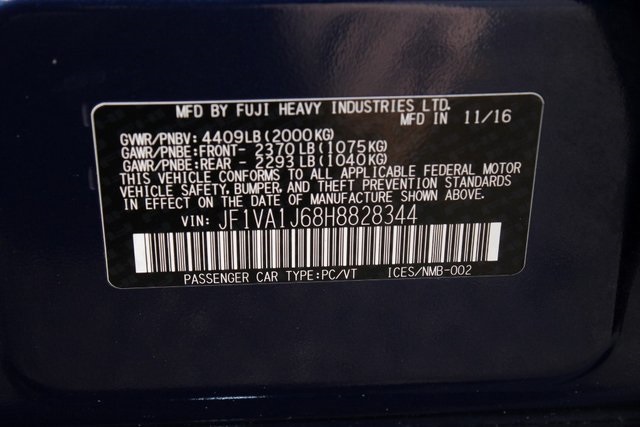 MFD BY FUJI HEAVY INDUSTRIES LTD.
MFD IN 11/16
GVWR/PNBV: 4409LB(2000KG)
GAWR/PNBE:FRONT- 2370LB(1075KG)
GAWR/PNBE:REAR - 2293LB(1040KG)
THIS VEHICLE CONFORMS TO ALL APPLICABLE FEDERAL MOTOR
VEHICLE SAFETY, BUMPER, AND THEFT PREVENTION STANDARDS
IN EFFECT ON THE DATE OF MANUFACTURE SHOWN ABOVE.
VIN: JF1VA1J68H8828344
PASSENGER CAR TYPE:PC/VT ICES/NMB-002